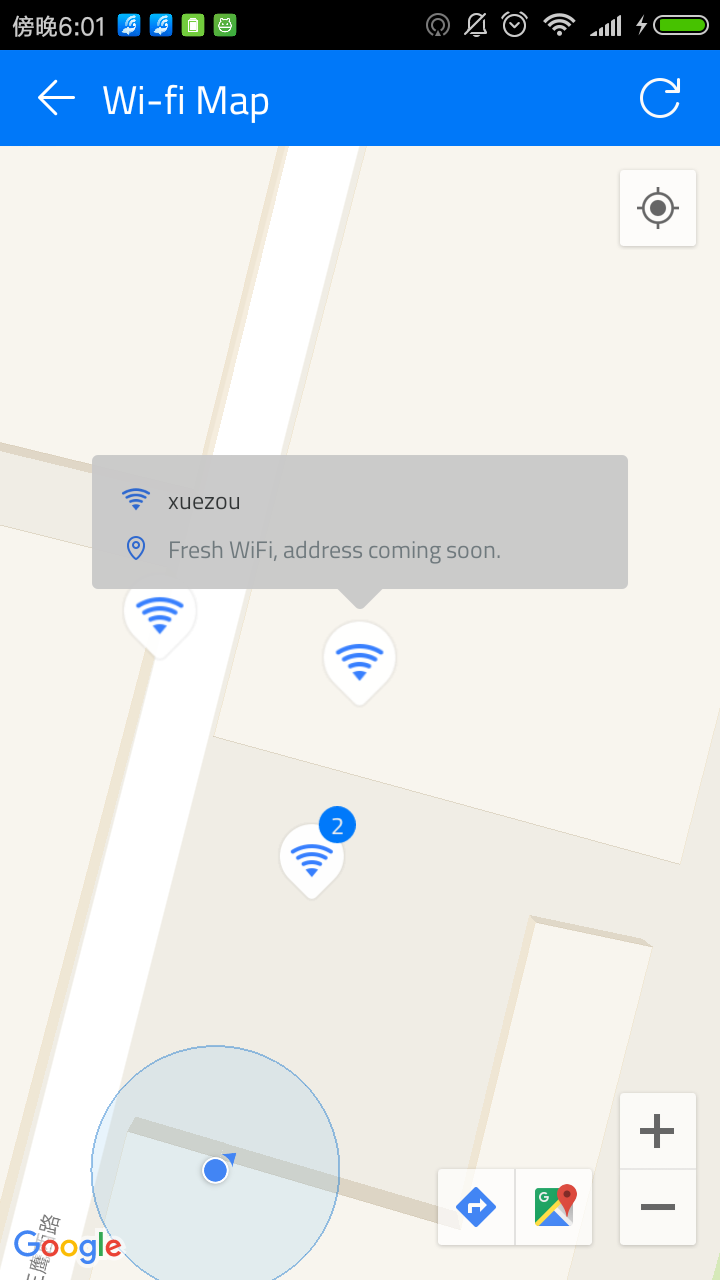 傍晚6:01
Wi-fi Map
xuezou
Fresh WiFi, address coming soon.
2
G
Google